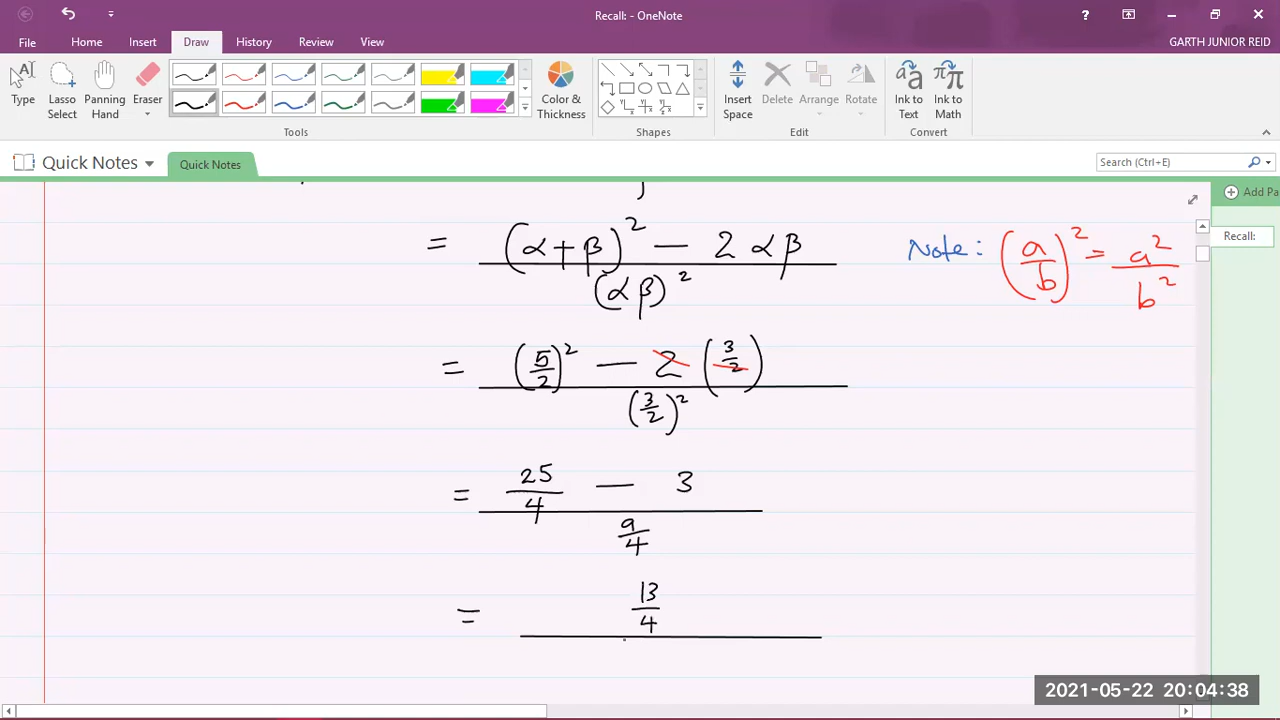 Recall: - OneNote
File Home Insert Draw History Review View GARTH JUNIOR REID
Type Lasso Select Panning Hand Eraser Color & Thickness Insert Space Delete Arrange Rotate Ink to Text Ink to Math
Tools Shapes Edit Convert
Quick Notes Quick Notes Search (Ctrl+E)
Add Pa
Recall:
= ((α+β)² — 2 αβ) / (αβ)² Note: (a/b)² = a²/b²
= ((5/2)² — 2 (3/2)) / (3/2)²
= (25/4 — 3) / (9/4)
= 13/4
2021-05-22 20:04:38